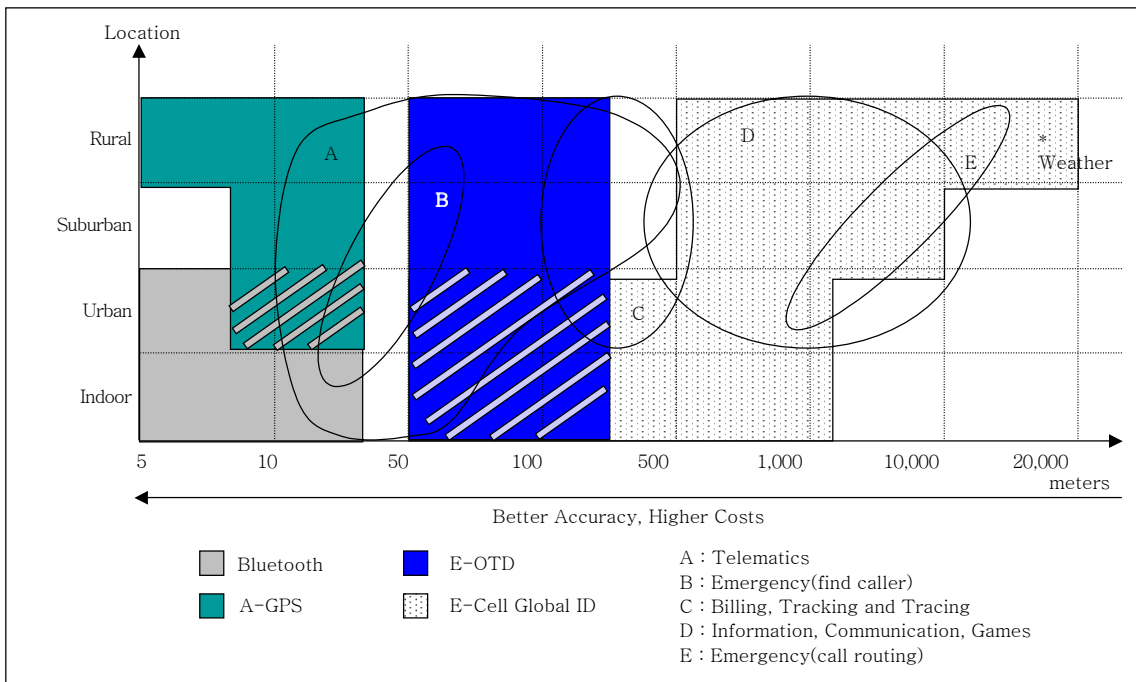 Location
Rural
Suburban
Urban
Indoor
A
B
C
D
E
*
Weather
5 10 50 100 500 1,000 10,000 20,000
meters
Better Accuracy, Higher Costs
Bluetooth
A-GPS
E-OTD
E-Cell Global ID
A : Telematics
B : Emergency(find caller)
C : Billing, Tracking and Tracing
D : Information, Communication, Games
E : Emergency(call routing)